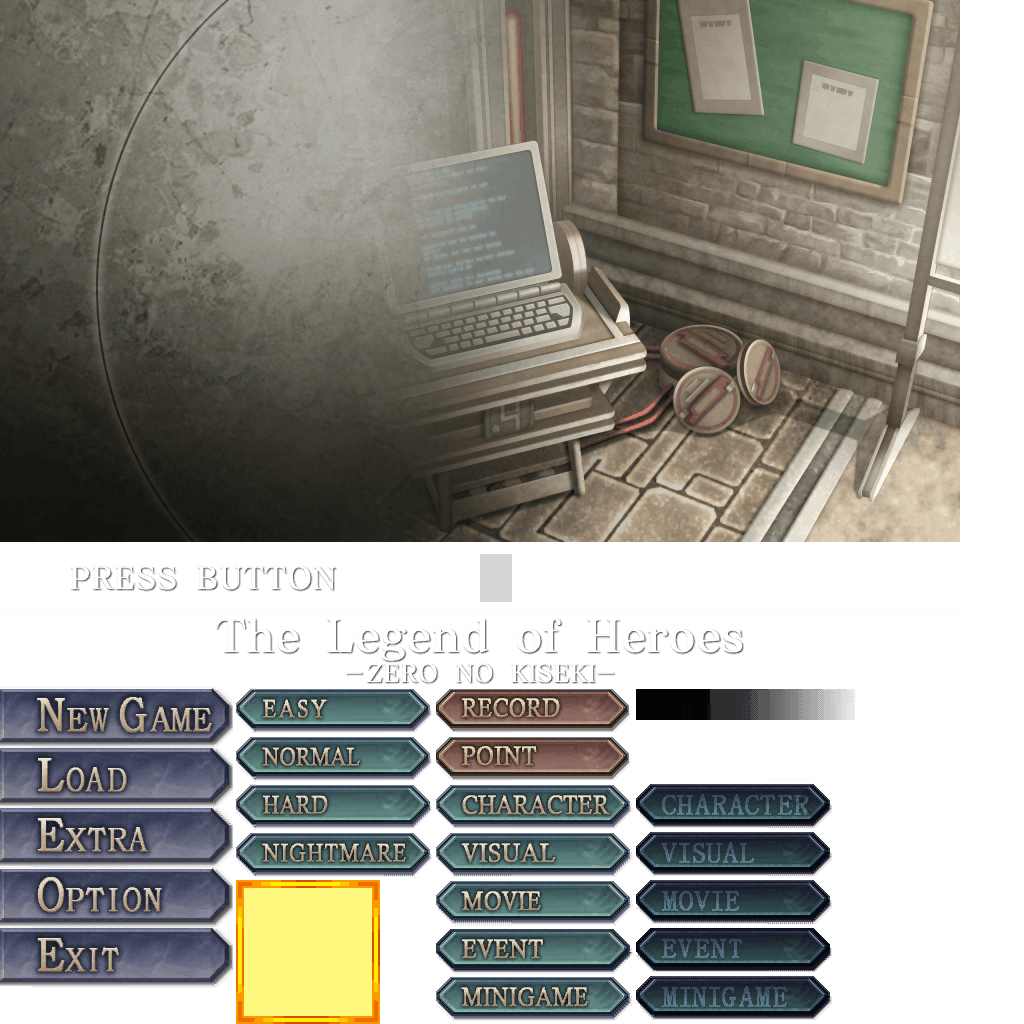 PRESS BUTTON
The Legend of Heroes
－ZERO NO KISEKI－
NEW GAME
LOAD
EXTRA
OPTION
EXIT
EASY
NORMAL
HARD
NIGHTMARE
RECORD
POINT
CHARACTER
VISUAL
MOVIE
EVENT
MINIGAME
CHARACTER
VISUAL
MOVIE
EVENT
MINIGAME